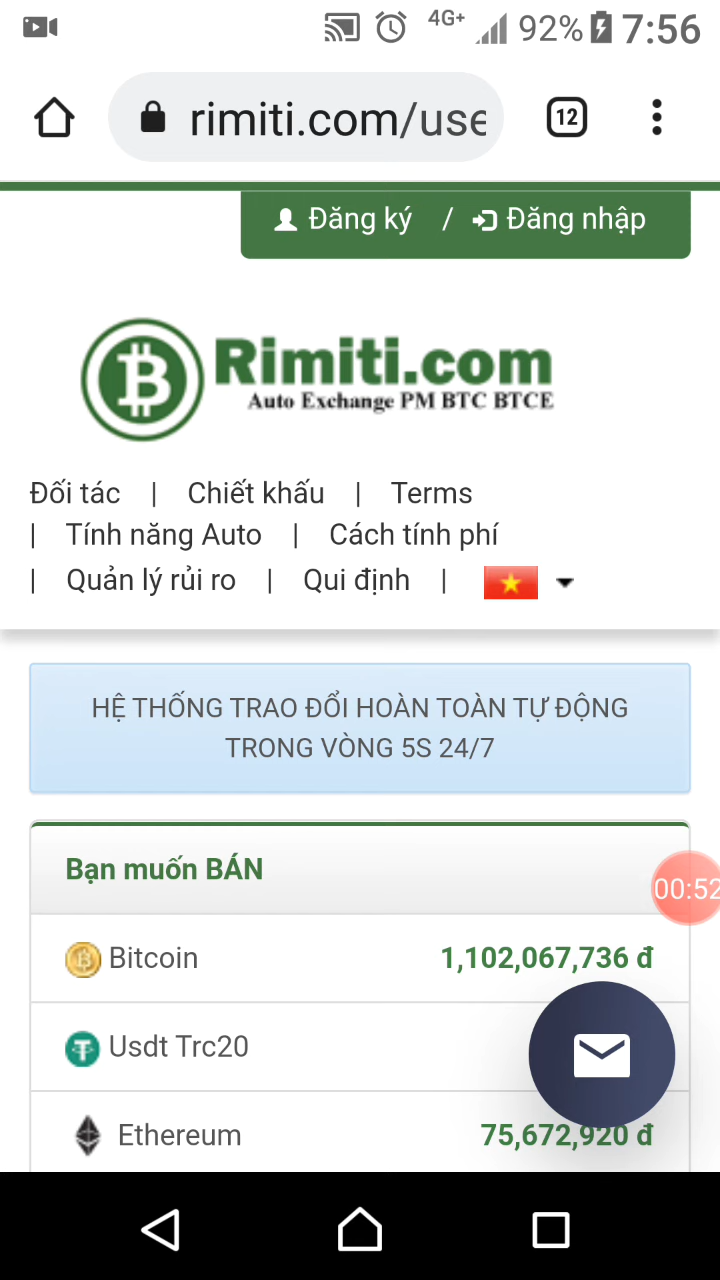 4G+ 92% 7:56
rimiti.com/use
12
Đăng ký / Đăng nhập
Rimiti.com
Auto Exchange PM BTC BTCE
Đối tác | Chiết khấu | Terms
| Tính năng Auto | Cách tính phí
| Quản lý rủi ro | Qui định |
HỆ THỐNG TRAO ĐỔI HOÀN TOÀN TỰ ĐỘNG
TRONG VÒNG 5S 24/7
Bạn muốn BÁN
00:52
Bitcoin 1,102,067,736 đ
Usdt Trc20
Ethereum 75,672,920 đ